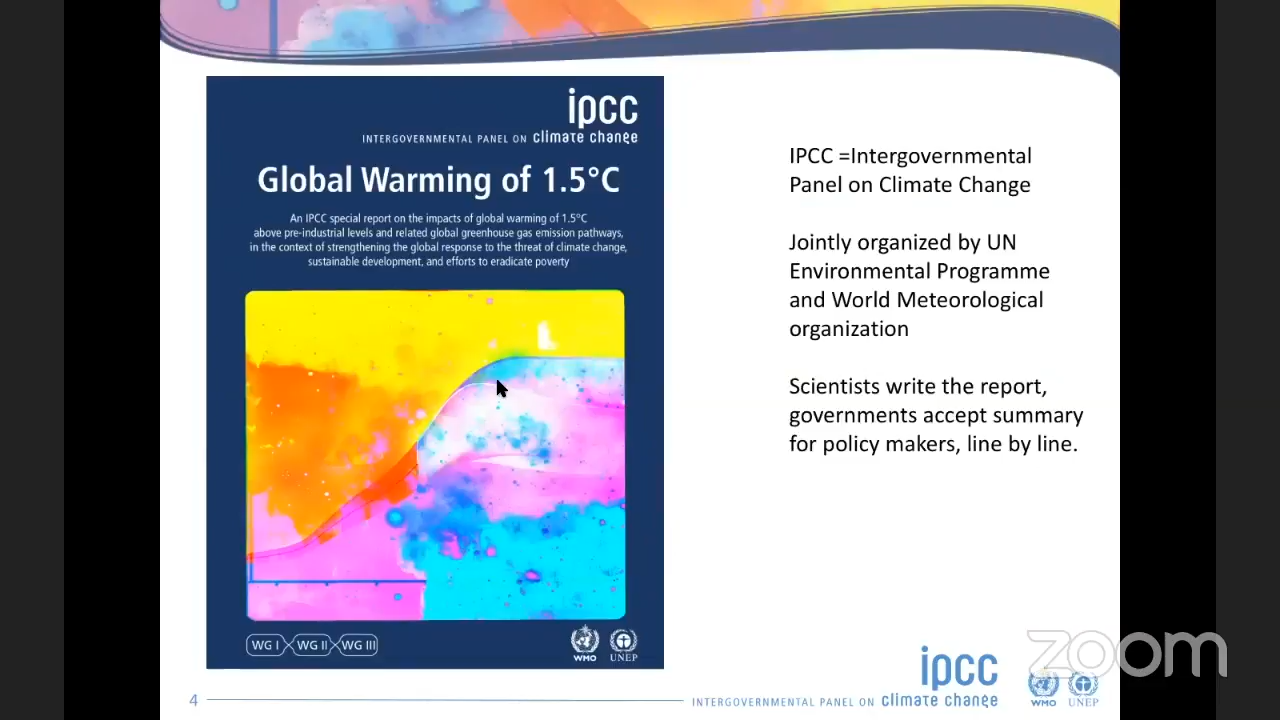 ipcc
INTERGOVERNMENTAL PANEL ON climate change
Global Warming of 1.5°C
An IPCC special report on the impacts of global warming of 1.5°C
above pre-industrial levels and related global greenhouse gas emission pathways,
in the context of strengthening the global response to the threat of climate change,
sustainable development, and efforts to eradicate poverty
WG I WG II WG III
WMO UNEP
IPCC =Intergovernmental
Panel on Climate Change
Jointly organized by UN
Environmental Programme
and World Meteorological
organization
Scientists write the report,
governments accept summary
for policy makers, line by line.
4
ipcc
INTERGOVERNMENTAL PANEL ON climate change
WMO UNEP
zoom